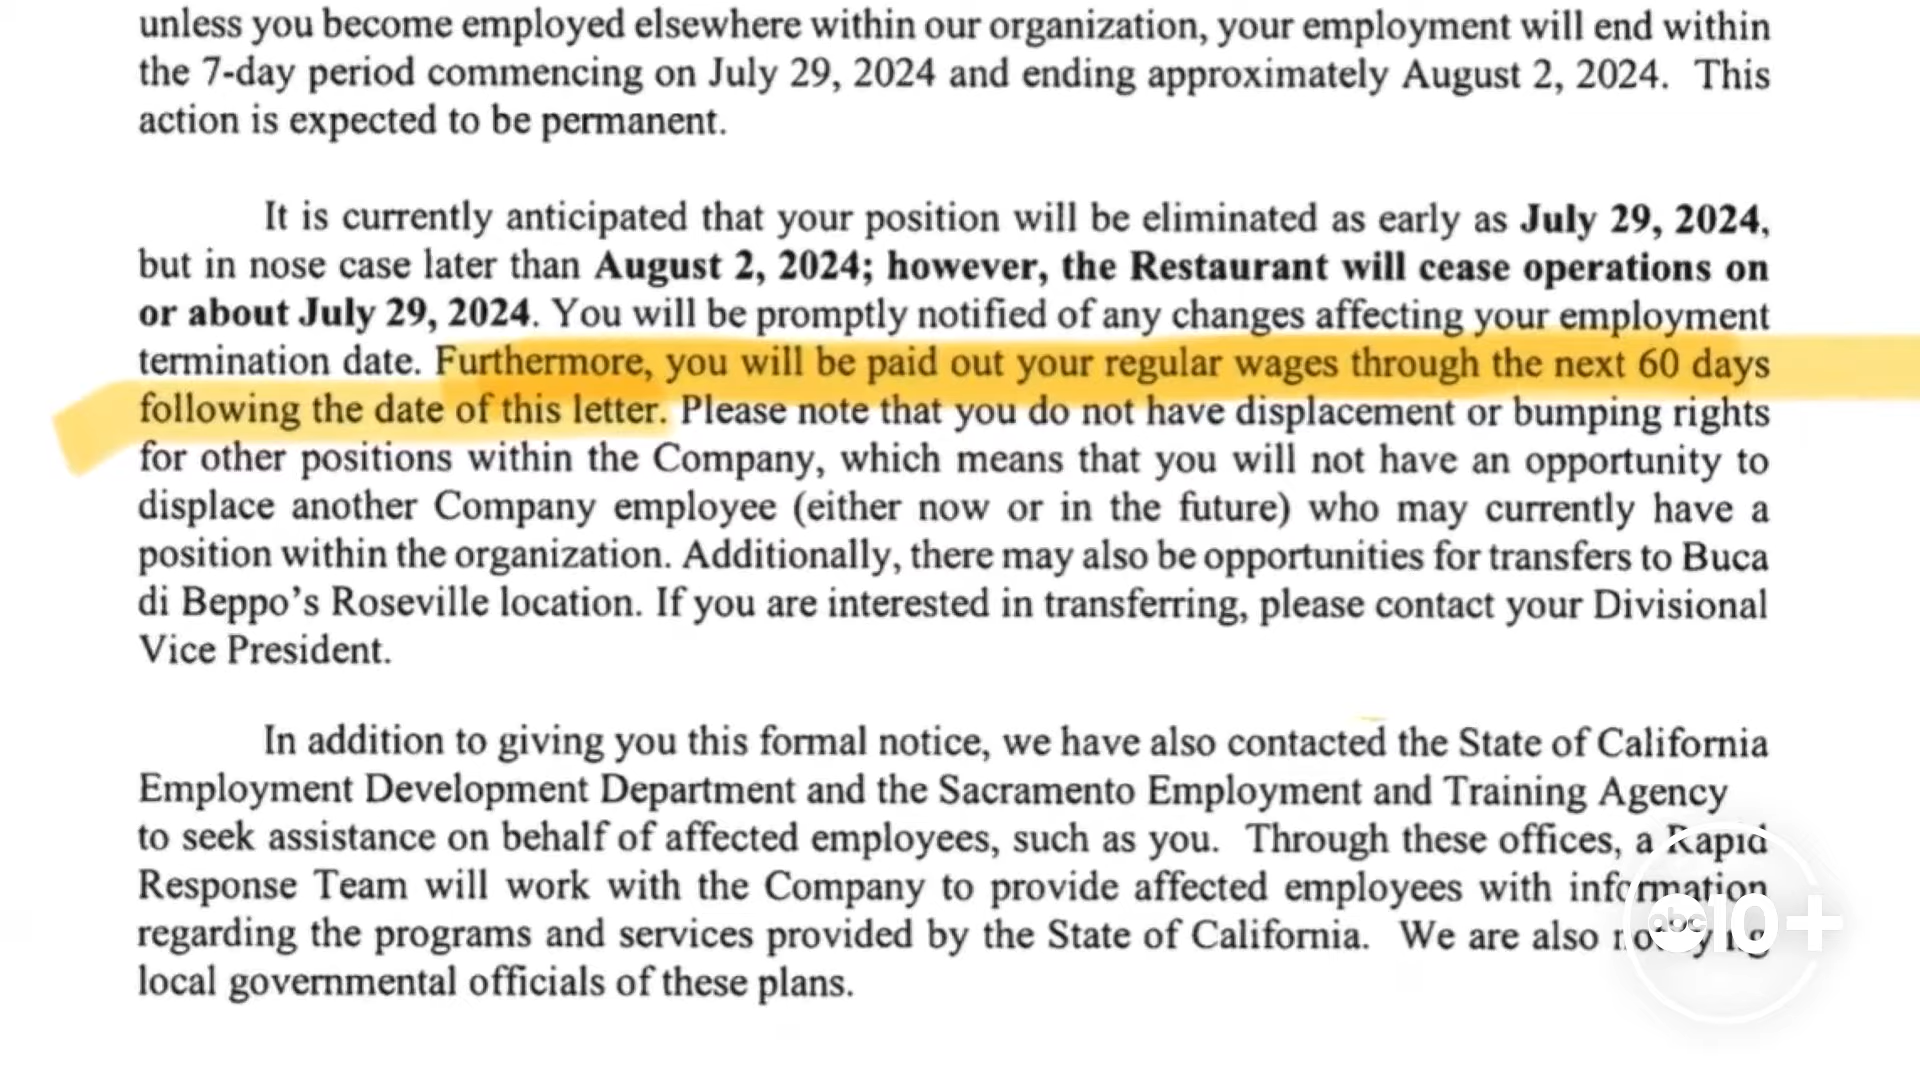 unless you become employed elsewhere within our organization, your employment will end within
the 7-day period commencing on July 29, 2024 and ending approximately August 2, 2024.  This
action is expected to be permanent.
It is currently anticipated that your position will be eliminated as early as July 29, 2024,
but in nose case later than August 2, 2024; however, the Restaurant will cease operations on
or about July 29, 2024. You will be promptly notified of any changes affecting your employment
termination date. Furthermore, you will be paid out your regular wages through the next 60 days
following the date of this letter. Please note that you do not have displacement or bumping rights
for other positions within the Company, which means that you will not have an opportunity to
displace another Company employee (either now or in the future) who may currently have a
position within the organization. Additionally, there may also be opportunities for transfers to Buca
di Beppo’s Roseville location. If you are interested in transferring, please contact your Divisional
Vice President.
In addition to giving you this formal notice, we have also contacted the State of California
Employment Development Department and the Sacramento Employment and Training Agency
to seek assistance on behalf of affected employees, such as you.  Through these offices, a Rapid
Response Team will work with the Company to provide affected employees with information
regarding the programs and services provided by the State of California.  We are also notifying
local governmental officials of these plans.
abc10+